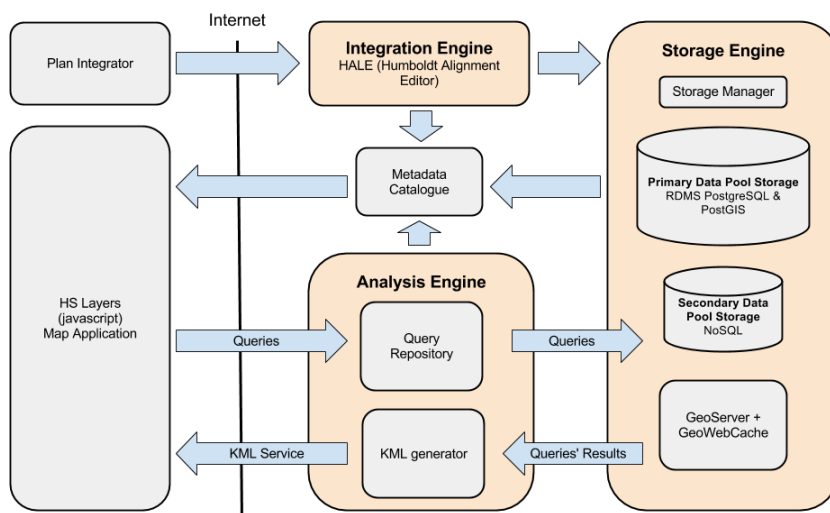 Internet
Plan Integrator
Integration Engine
HALE (Humboldt Alignment
Editor)
Storage Engine
Storage Manager
Primary Data Pool Storage
RDMS PostgreSQL &
PostGIS
Metadata
Catalogue
HS Layers
(javascript)
Map Application
Analysis Engine
Queries
Query
Repository
Queries
Secondary Data
Pool Storage
NoSQL
KML Service
KML generator
Queries' Results
GeoServer +
GeoWebCache